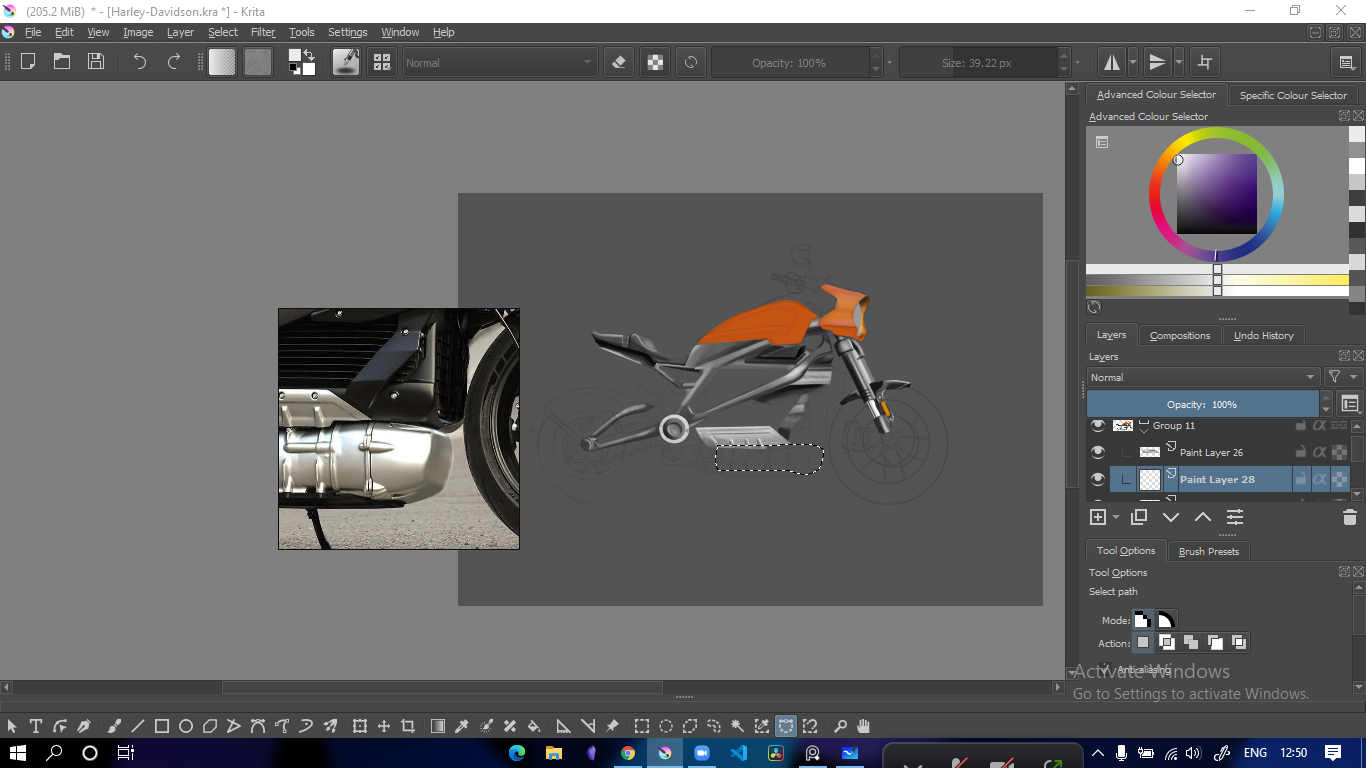 (205.2 MiB) * - [Harley-Davidson.kra *] - Krita
File Edit View Image Layer Select Filter Tools Settings Window Help
Normal Opacity: 100% Size: 39.22 px
Advanced Colour Selector Specific Colour Selector
Advanced Colour Selector
Layers Compositions Undo History
Layers
Normal
Opacity: 100%
Group 11
Paint Layer 26
Paint Layer 28
Tool Options Brush Presets
Tool Options
Select path
Mode:
Action:
Anti-aliasing
Activate Windows
Go to Settings to activate Windows.
ENG 12:50